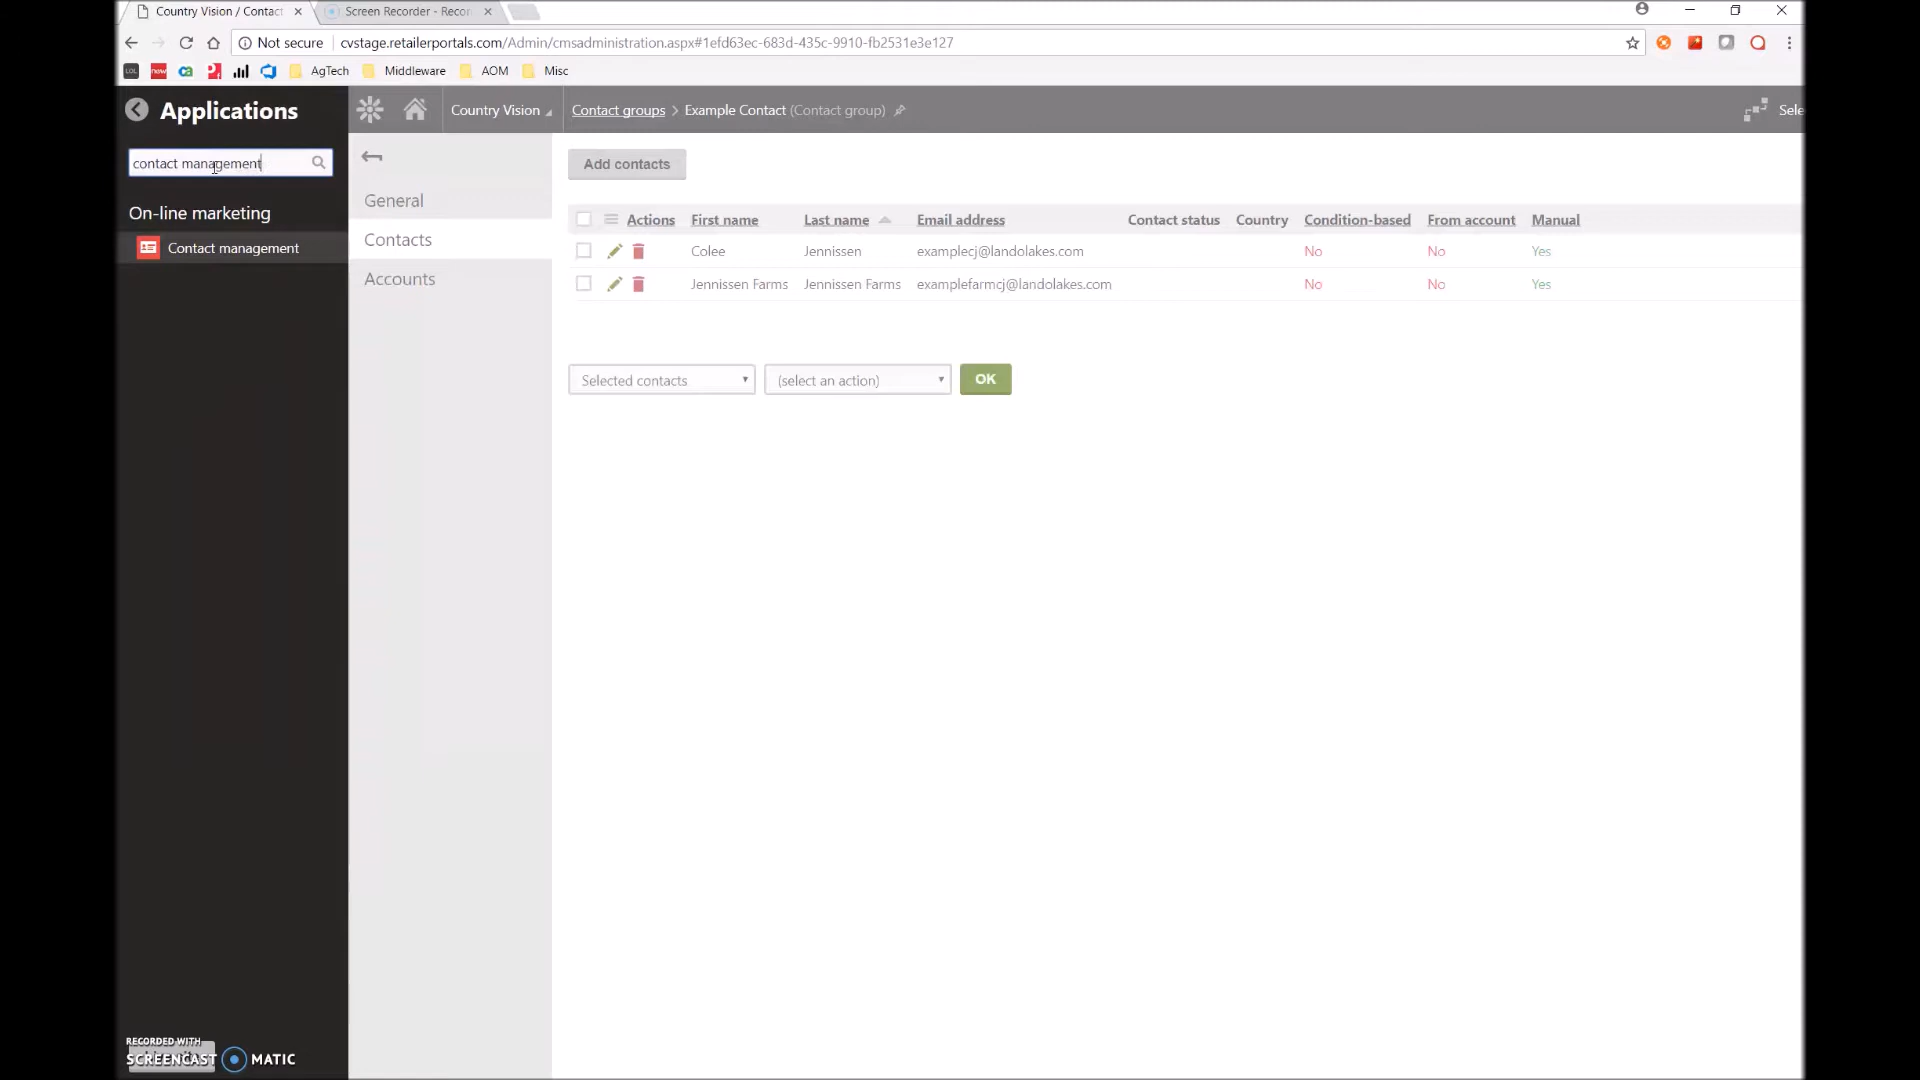 Country Vision / Contact
Screen Recorder - Recor
Not secure
cvstage.retailerportals.com/Admin/cmsadministration.aspx#1efd63ec-683d-435c-9910-fb2531e3e127
AgTech Middleware AOM Misc
Applications
Country Vision
Contact groups > Example Contact (Contact group)
Sele
contact management
On-line marketing
Contact management
General
Contacts
Accounts
Add contacts
Actions First name Last name Email address Contact status Country Condition-based From account Manual
Colee Jennissen examplecj@landolakes.com No No Yes
Jennissen Farms Jennissen Farms examplefarmcj@landolakes.com No No Yes
Selected contacts (select an action) OK
RECORDED WITH
SCREENCAST MATIC